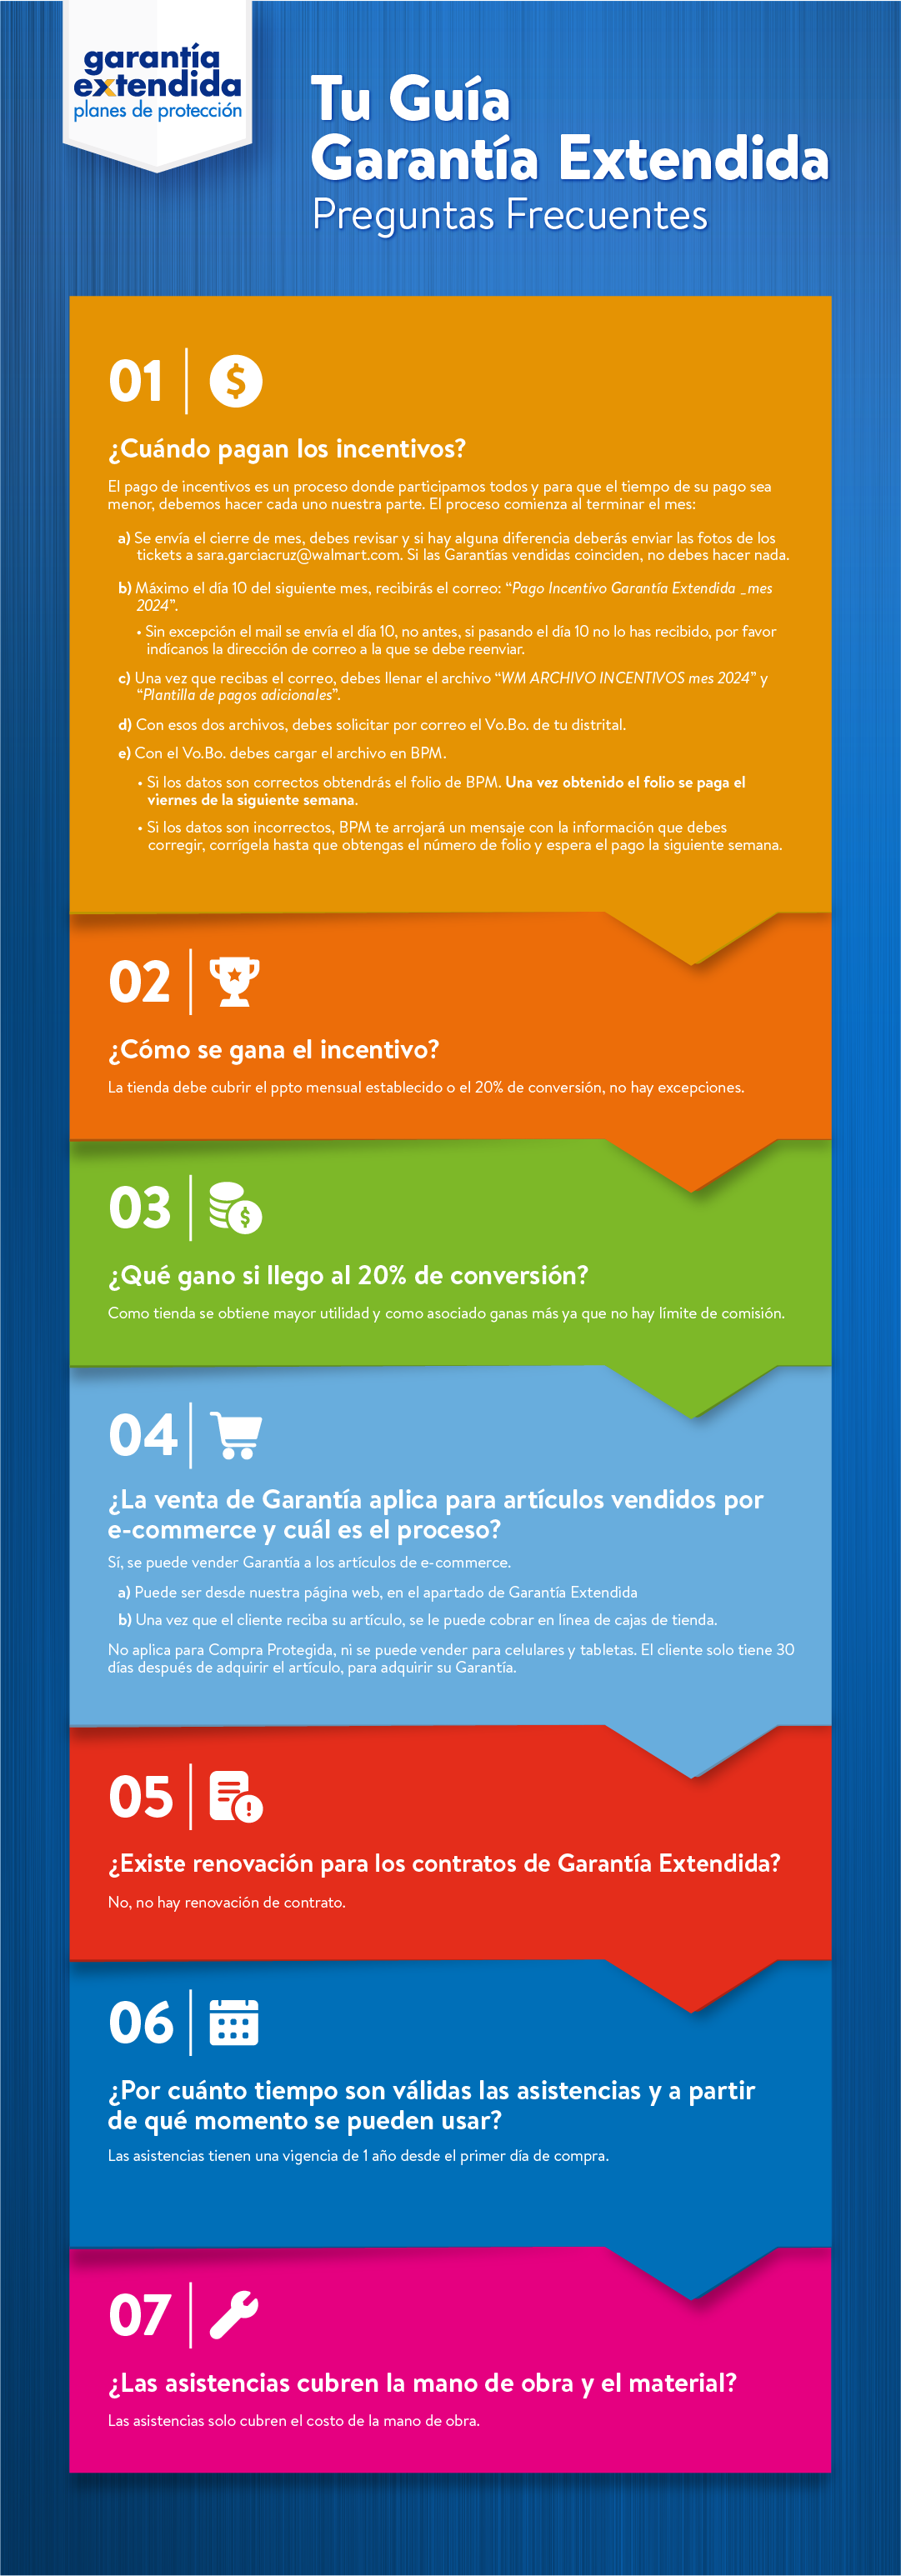 garantía
extendida
planes de protección
Tu Guía
Garantía Extendida
Preguntas Frecuentes
01
¿Cuándo pagan los incentivos?
El pago de incentivos es un proceso donde participamos todos y para que el tiempo de su pago sea
menor, debemos hacer cada uno nuestra parte. El proceso comienza al terminar el mes:
a) Se envía el cierre de mes, debes revisar y si hay alguna diferencia deberás enviar las fotos de los
tickets a sara.garciacruz@walmart.com. Si las Garantías vendidas coinciden, no debes hacer nada.
b) Máximo el día 10 del siguiente mes, recibirás el correo: “Pago Incentivo Garantía Extendida _mes
2024”.
• Sin excepción el mail se envía el día 10, no antes, si pasando el día 10 no lo has recibido, por favor
indícanos la dirección de correo a la que se debe reenviar.
c) Una vez que recibas el correo, debes llenar el archivo “WM ARCHIVO INCENTIVOS mes 2024” y
“Plantilla de pagos adicionales”.
d) Con esos dos archivos, debes solicitar por correo el Vo.Bo. de tu distrital.
e) Con el Vo.Bo. debes cargar el archivo en BPM.
• Si los datos son correctos obtendrás el folio de BPM. Una vez obtenido el folio se paga el
viernes de la siguiente semana.
• Si los datos son incorrectos, BPM te arrojará un mensaje con la información que debes
corregir, corrígela hasta que obtengas el número de folio y espera el pago la siguiente semana.
02
¿Cómo se gana el incentivo?
La tienda debe cubrir el ppto mensual establecido o el 20% de conversión, no hay excepciones.
03
¿Qué gano si llego al 20% de conversión?
Como tienda se obtiene mayor utilidad y como asociado ganas más ya que no hay límite de comisión.
04
¿La venta de Garantía aplica para artículos vendidos por
e-commerce y cuál es el proceso?
Sí, se puede vender Garantía a los artículos de e-commerce.
a) Puede ser desde nuestra página web, en el apartado de Garantía Extendida
b) Una vez que el cliente reciba su artículo, se le puede cobrar en línea de cajas de tienda.
No aplica para Compra Protegida, ni se puede vender para celulares y tabletas. El cliente solo tiene 30
días después de adquirir el artículo, para adquirir su Garantía.
05
¿Existe renovación para los contratos de Garantía Extendida?
No, no hay renovación de contrato.
06
¿Por cuánto tiempo son válidas las asistencias y a partir
de qué momento se pueden usar?
Las asistencias tienen una vigencia de 1 año desde el primer día de compra.
07
¿Las asistencias cubren la mano de obra y el material?
Las asistencias solo cubren el costo de la mano de obra.